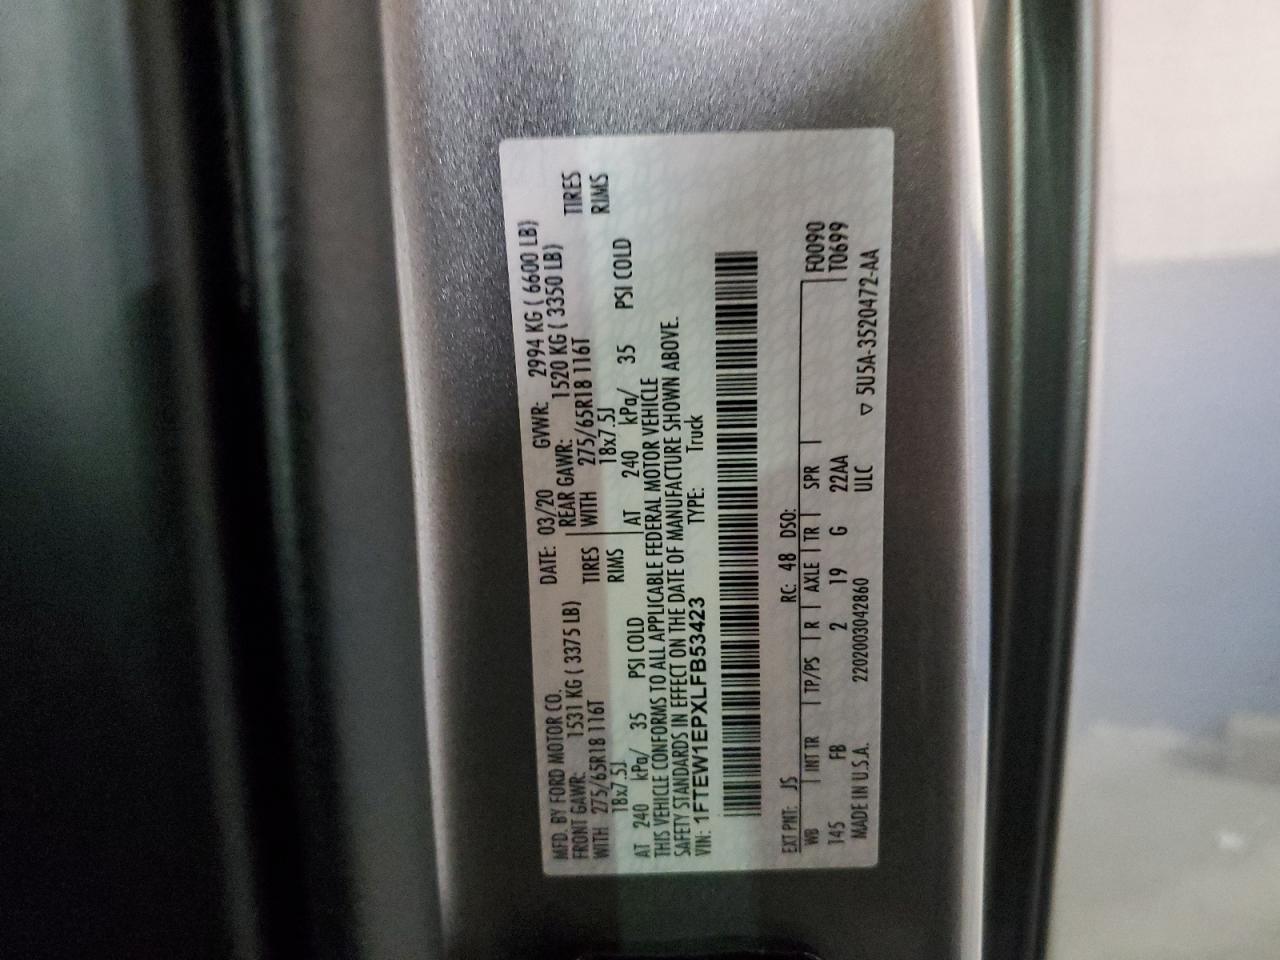 MFD. BY FORD MOTOR CO.
DATE: 03/20 GVWR: 2994 KG ( 6600 LB)
FRONT GAWR: 1531 KG ( 3375 LB)
REAR GAWR: 1520 KG ( 3350 LB)
WITH 275/65R18 116T TIRES
WITH 275/65R18 116T TIRES
18x7.5J RIMS
18x7.5J RIMS
AT 240 kPa/ 35 PSI COLD
AT 240 kPa/ 35 PSI COLD
THIS VEHICLE CONFORMS TO ALL APPLICABLE FEDERAL MOTOR VEHICLE
SAFETY STANDARDS IN EFFECT ON THE DATE OF MANUFACTURE SHOWN ABOVE.
VIN: 1FTEW1EPXLFB53423 TYPE: Truck
EXT PNT: JS RC: 48 DSO:
WB INT TR TP/PS R AXLE TR SPR F0090
145 FB 2 19 G 22AA T0699
MADE IN U.S.A. 2202003042860 ULC ▽ 5U5A-3520472-AA